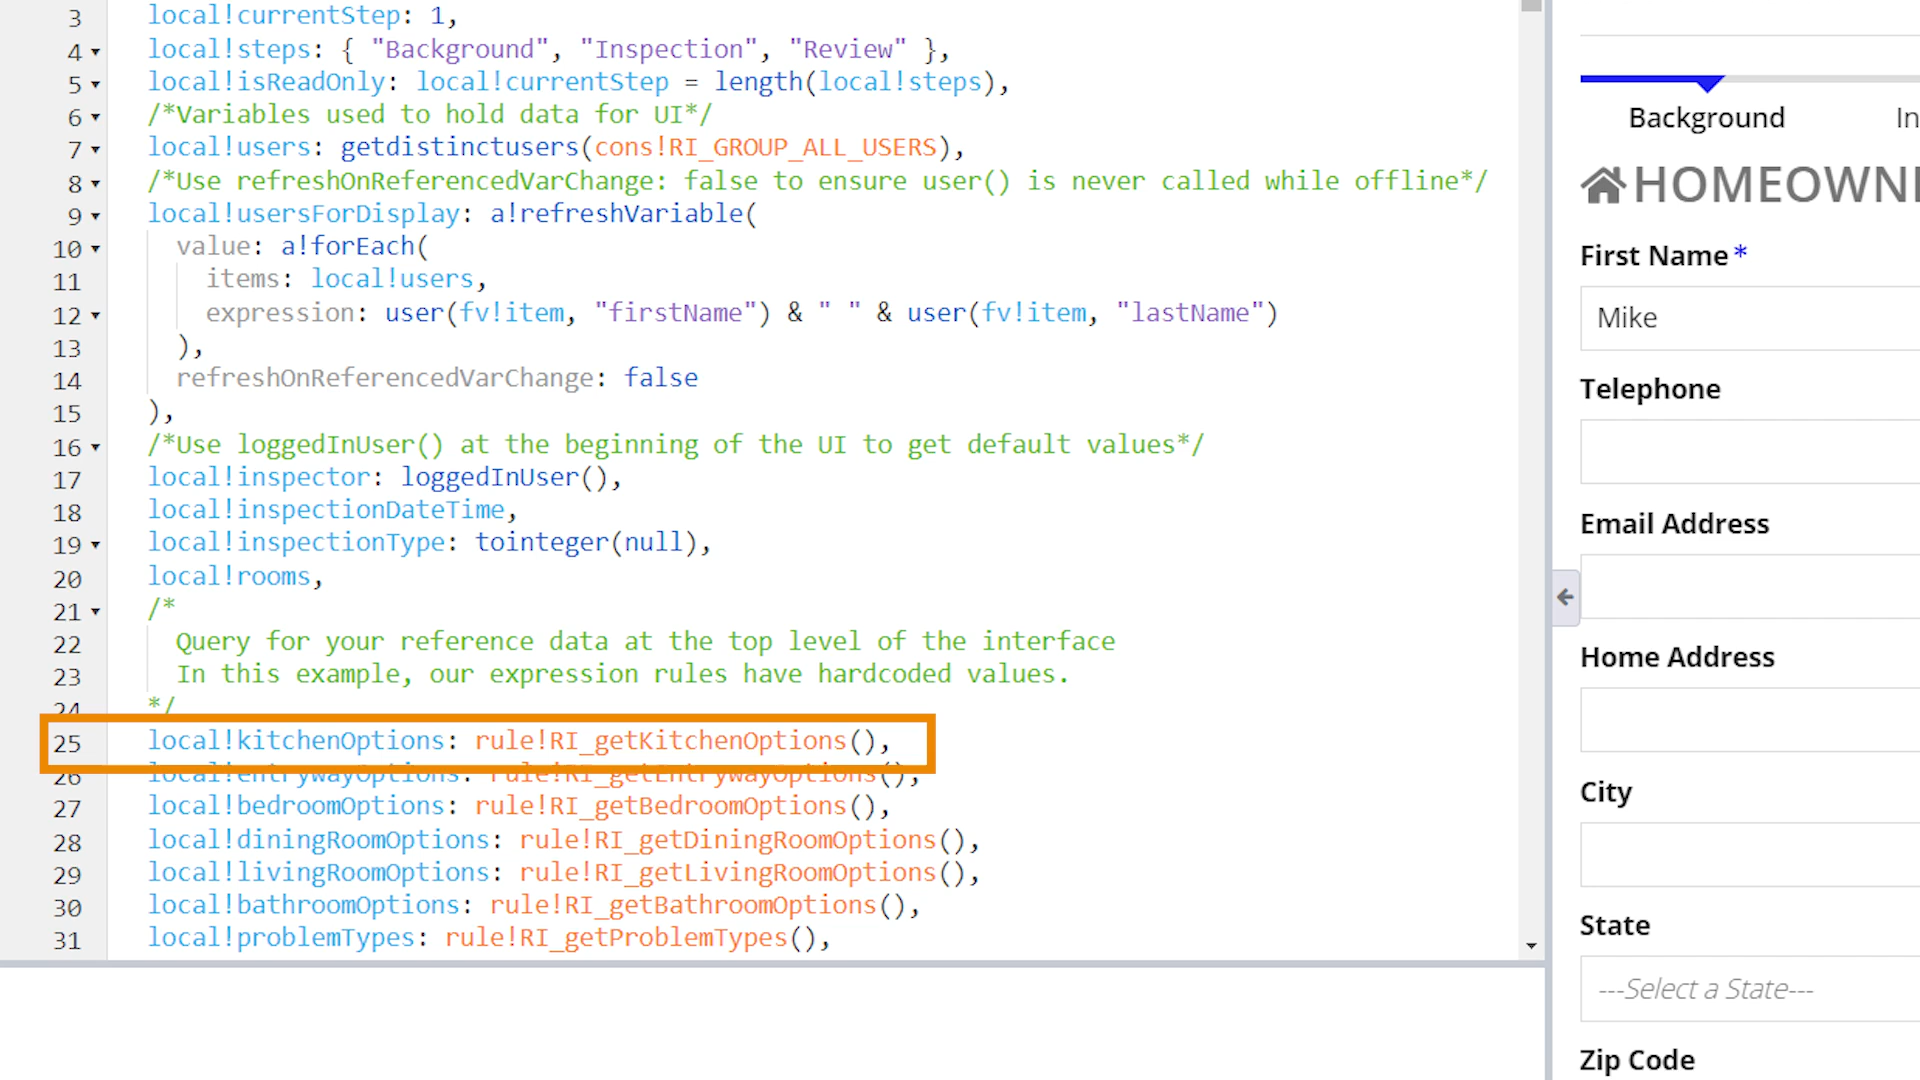 3 local!currentStep: 1,
4 local!steps: { "Background", "Inspection", "Review" },
5 local!isReadOnly: local!currentStep = length(local!steps),
6 /*Variables used to hold data for UI*/
7 local!users: getdistinctusers(cons!RI_GROUP_ALL_USERS),
8 /*Use refreshOnReferencedVarChange: false to ensure user() is never called while offline*/
9 local!usersForDisplay: a!refreshVariable(
10 value: a!forEach(
11 items: local!users,
12 expression: user(fv!item, "firstName") & " " & user(fv!item, "lastName")
13 ),
14 refreshOnReferencedVarChange: false
15 ),
16 /*Use loggedInUser() at the beginning of the UI to get default values*/
17 local!inspector: loggedInUser(),
18 local!inspectionDateTime,
19 local!inspectionType: tointeger(null),
20 local!rooms,
21 /*
22 Query for your reference data at the top level of the interface
23 In this example, our expression rules have hardcoded values.
24 */
25 local!kitchenOptions: rule!RI_getKitchenOptions(),
26 local!entrywayOptions: rule!RI_getEntrywayOptions(),
27 local!bedroomOptions: rule!RI_getBedroomOptions(),
28 local!diningRoomOptions: rule!RI_getDiningRoomOptions(),
29 local!livingRoomOptions: rule!RI_getLivingRoomOptions(),
30 local!bathroomOptions: rule!RI_getBathroomOptions(),
31 local!problemTypes: rule!RI_getProblemTypes(),
Background In
HOMEOWN
First Name*
Mike
Telephone
Email Address
Home Address
City
State
---Select a State---
Zip Code